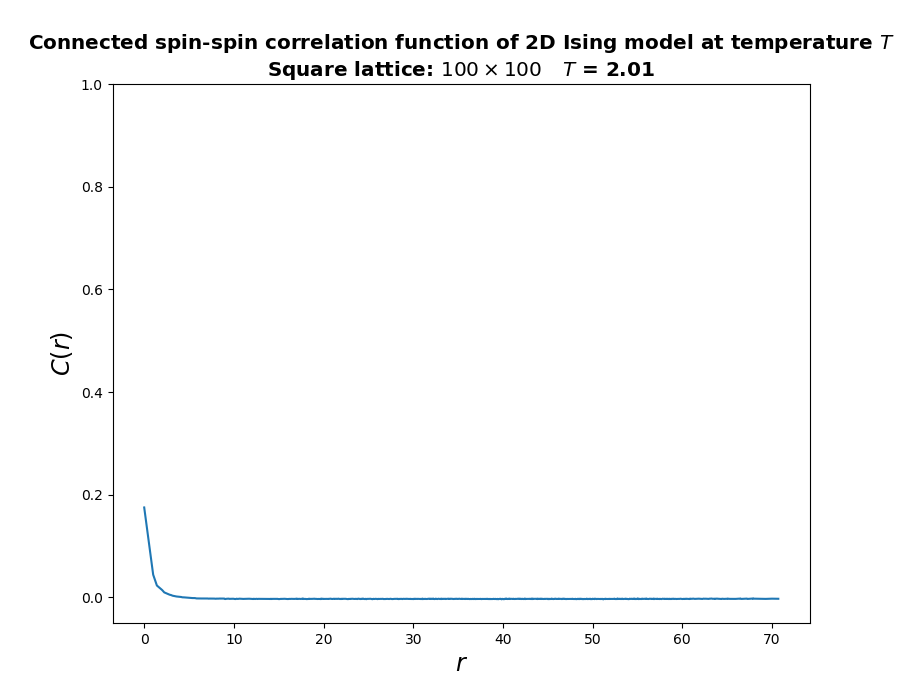 Connected spin-spin correlation function of 2D Ising model at temperature T
Square lattice: 100 × 100 T = 2.01
1.0
0.8
0.6
0.4
0.2
0.0
C(r)
0 10 20 30 40 50 60 70
r